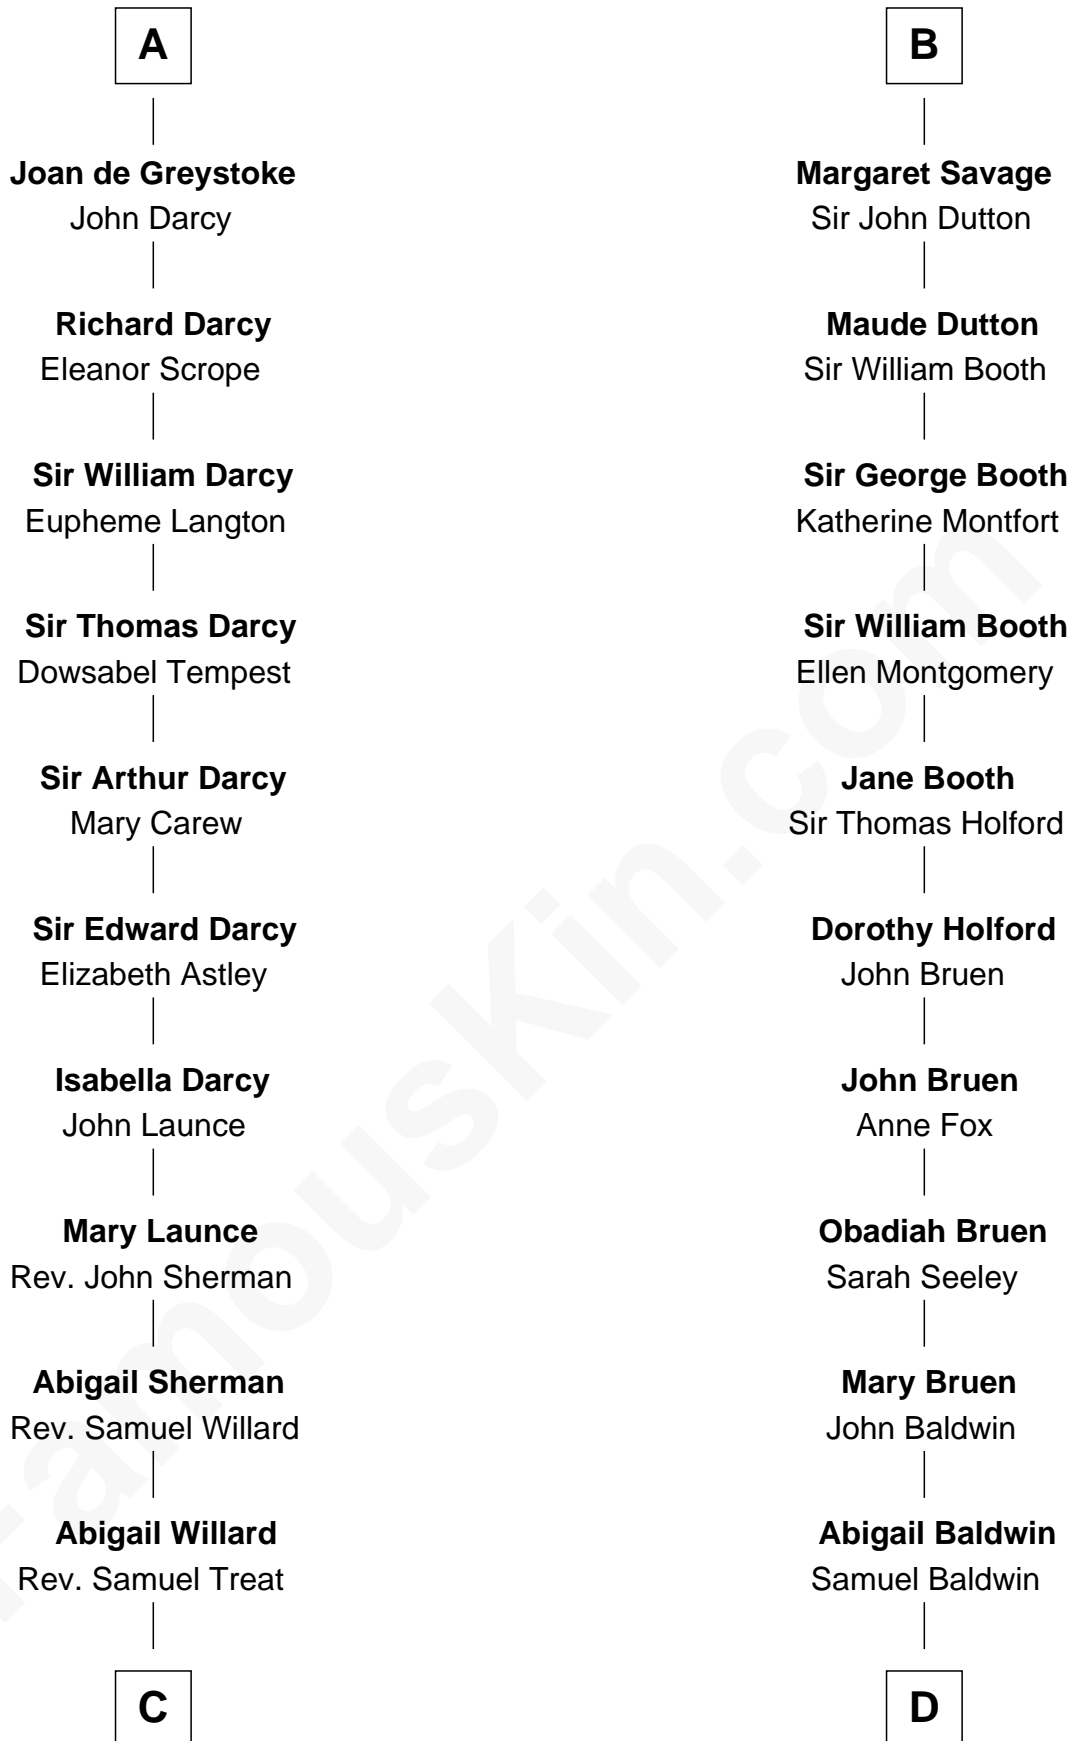 A
Joan de Greystoke
John Darcy
Richard Darcy
Eleanor Scrope
Sir William Darcy
Eupheme Langton
Sir Thomas Darcy
Dowsabel Tempest
Sir Arthur Darcy
Mary Carew
Sir Edward Darcy
Elizabeth Astley
Isabella Darcy
John Launce
Mary Launce
Rev. John Sherman
Abigail Sherman
Rev. Samuel Willard
Abigail Willard
Rev. Samuel Treat
C
B
Margaret Savage
Sir John Dutton
Maude Dutton
Sir William Booth
Sir George Booth
Katherine Montfort
Sir William Booth
Ellen Montgomery
Jane Booth
Sir Thomas Holford
Dorothy Holford
John Bruen
John Bruen
Anne Fox
Obadiah Bruen
Sarah Seeley
Mary Bruen
John Baldwin
Abigail Baldwin
Samuel Baldwin
D
FamousKin.com